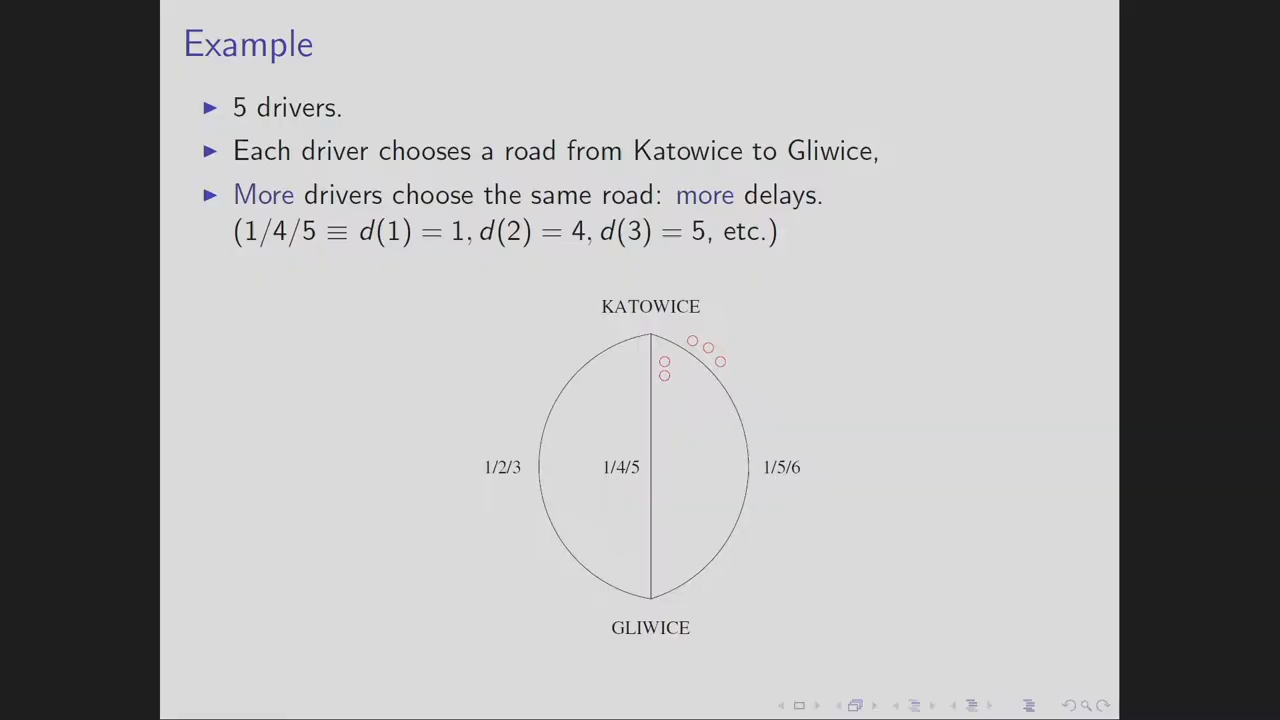 Example
5 drivers.
Each driver chooses a road from Katowice to Gliwice,
More drivers choose the same road: more delays.
(1/4/5 ≡ d(1) = 1, d(2) = 4, d(3) = 5, etc.)
KATOWICE
1/2/3
1/4/5
1/5/6
GLIWICE